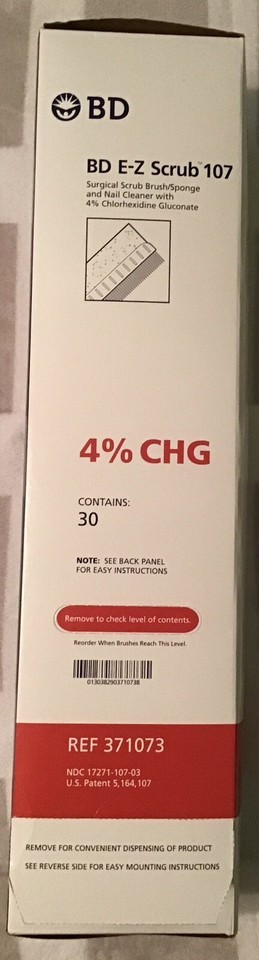 BD
BD E-Z Scrub™ 107
Surgical Scrub Brush/Sponge
and Nail Cleaner with
4% Chlorhexidine Gluconate
4% CHG
CONTAINS:
30
NOTE: SEE BACK PANEL
FOR EASY INSTRUCTIONS
Remove to check level of contents.
Reorder When Brushes Reach This Level.
0130382903710738
REF 371073
NDC 17271-107-03
U.S. Patent 5,164,107
REMOVE FOR CONVENIENT DISPENSING OF PRODUCT
SEE REVERSE SIDE FOR EASY MOUNTING INSTRUCTIONS